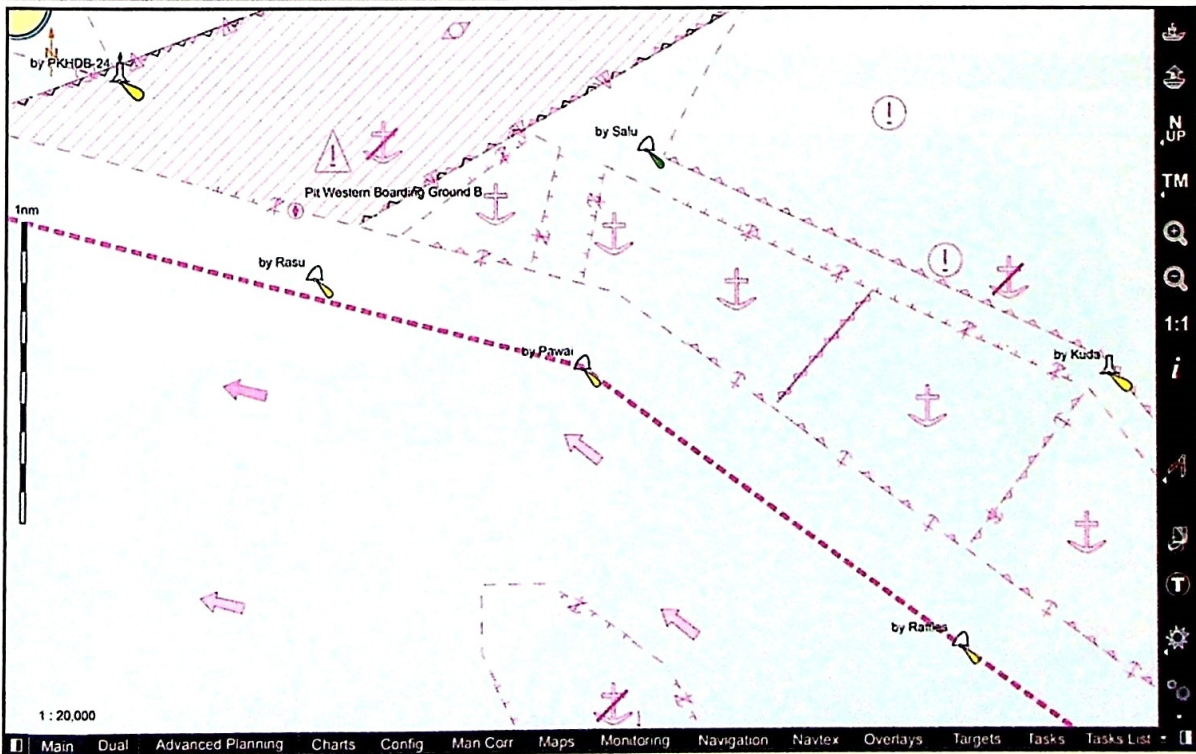 by PKHDB-24
by Salu
Pit Western Boarding Ground B
1nm
by Rasu
by Pawai
by Kuda
by Raffles
1 : 20,000
N
UP
TM
1:1
i
T
Main Dual Advanced Planning Charts Config Man Corr Maps Monitoring Navigation Navtex Overlays Targets Tasks Tasks List